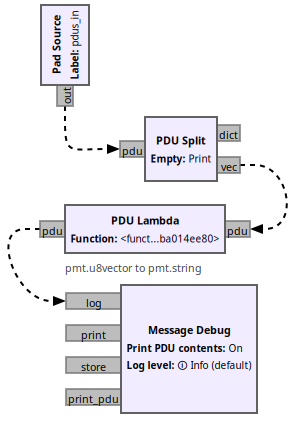 Pad Source
Label: pdus_in
out
pdu
PDU Split
Empty: Print
dict
vec
pdu
PDU Lambda
Function: <funct...ba014ee80>
pdu
pmt.u8vector to pmt.string
log
print
store
print_pdu
Message Debug
Print PDU contents: On
Log level: ⓘ Info (default)